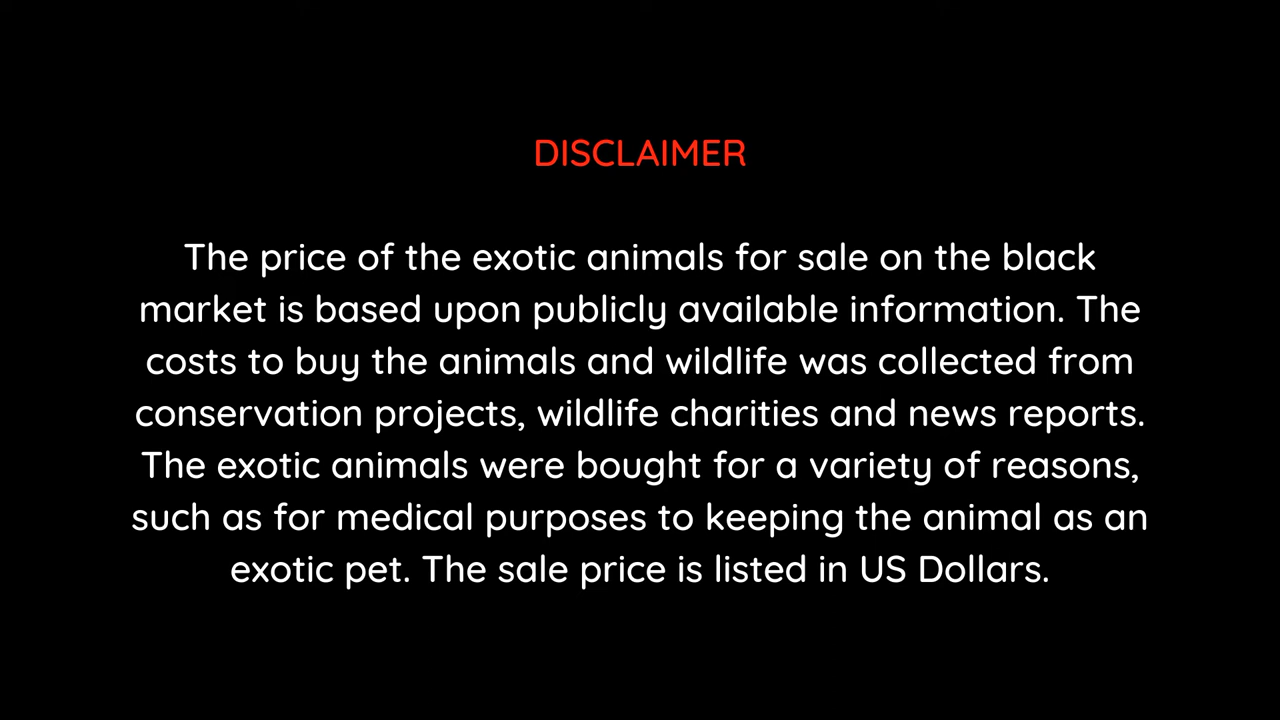 DISCLAIMER
The price of the exotic animals for sale on the black
market is based upon publicly available information. The
costs to buy the animals and wildlife was collected from
conservation projects, wildlife charities and news reports.
The exotic animals were bought for a variety of reasons,
such as for medical purposes to keeping the animal as an
exotic pet. The sale price is listed in US Dollars.